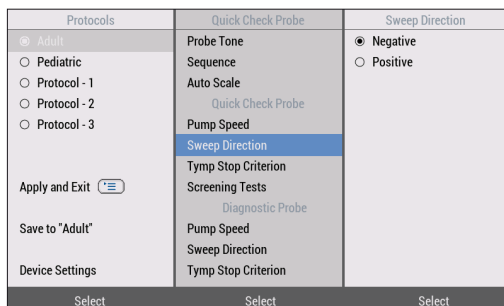 Protocols
Adult
Pediatric
Protocol - 1
Protocol - 2
Protocol - 3
Apply and Exit
Save to "Adult"
Device Settings
Select
Quick Check Probe
Probe Tone
Sequence
Auto Scale
Quick Check Probe
Pump Speed
Sweep Direction
Tymp Stop Criterion
Screening Tests
Diagnostic Probe
Pump Speed
Sweep Direction
Tymp Stop Criterion
Select
Sweep Direction
Negative
Positive
Select